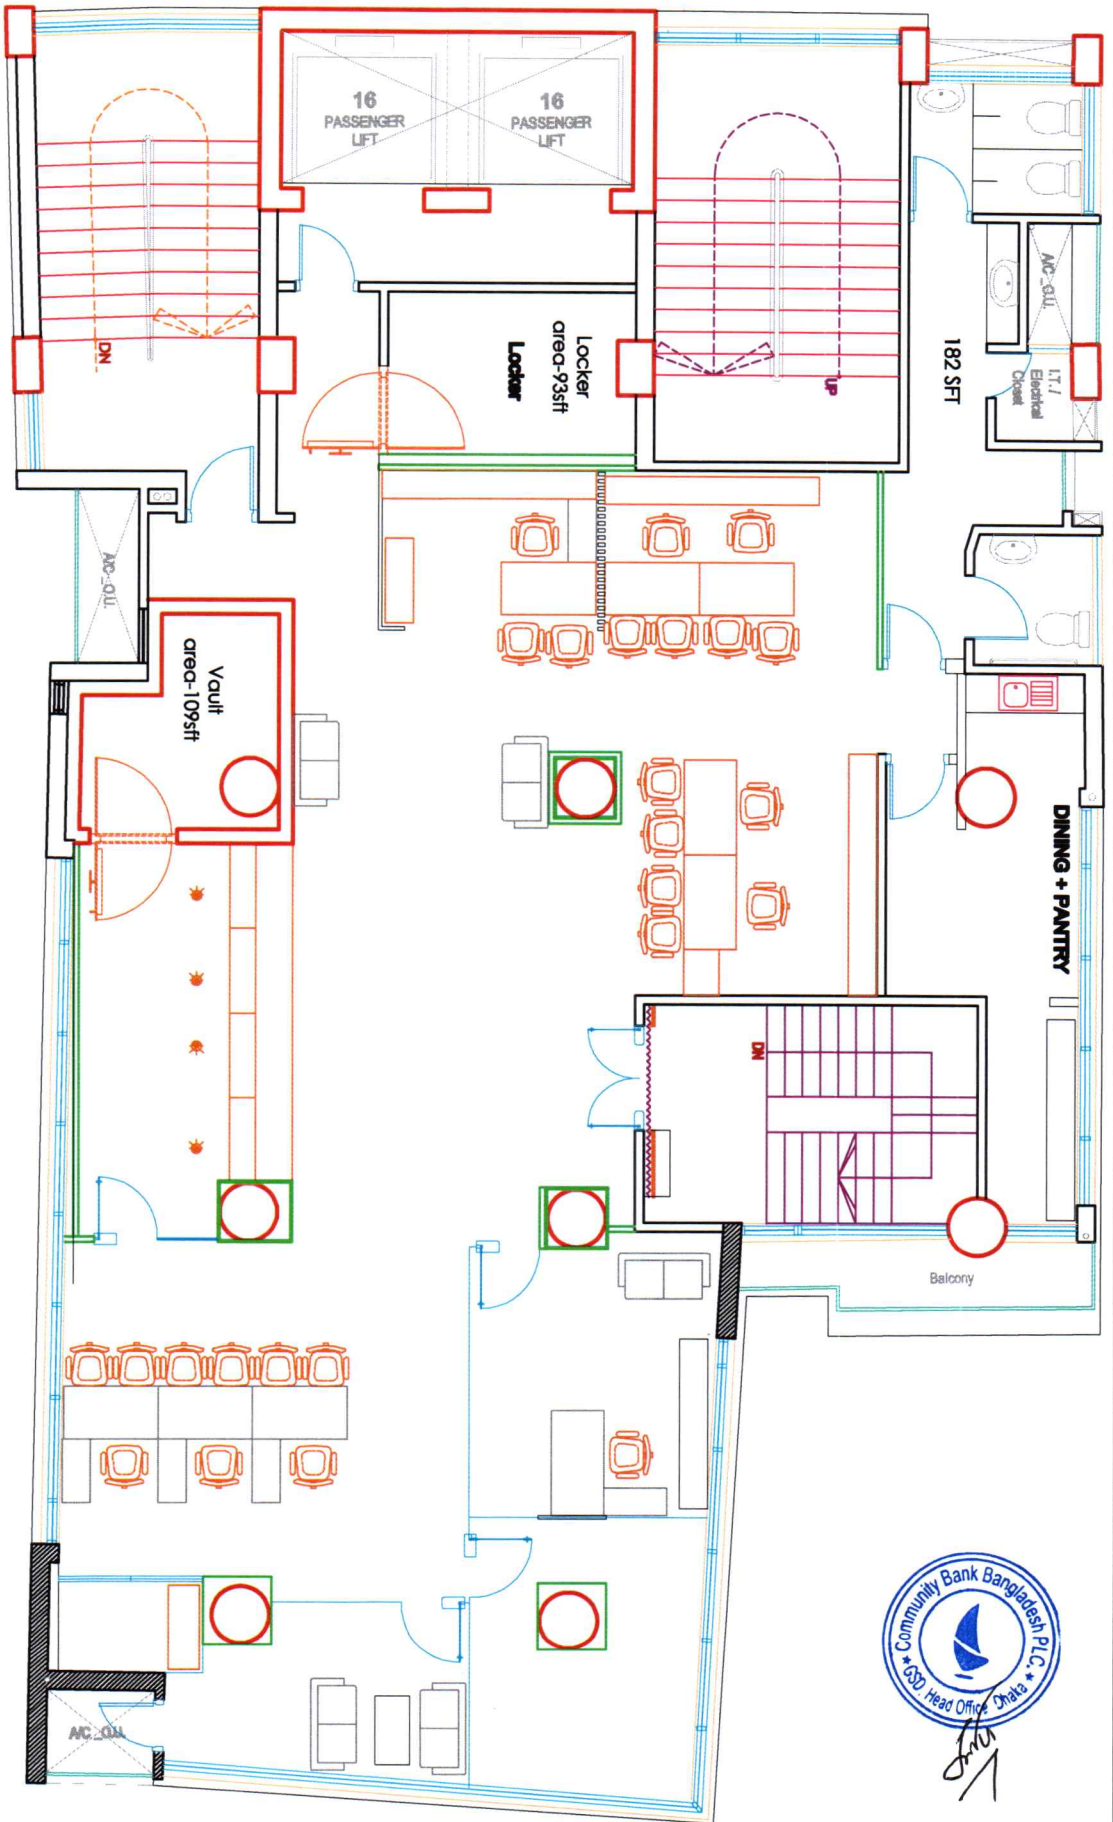 16
PASSENGER
LIFT
16
PASSENGER
LIFT
DN
UP
Locker
area-93sft
Locker
182 SFT
A/C_O.U.
I.T./
Electrical
Closet
A/C_O.U.
Vault
area-109sft
DINING + PANTRY
DN
Balcony
A/C_O.U.
Community Bank Bangladesh PLC.
★ GSD. Head Office Dhaka ★